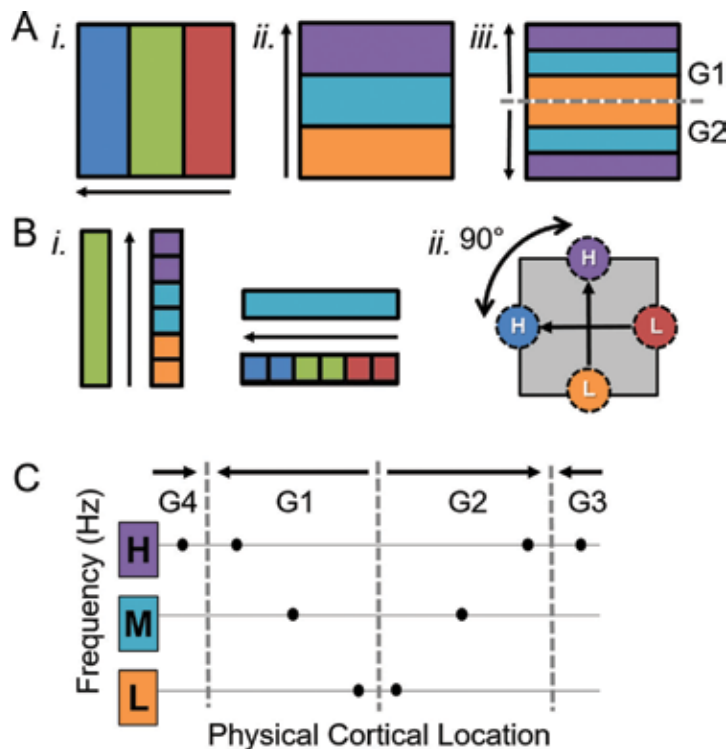 A i. ii. iii.
G1
G2
B i. ii. 90°
H
H L
L
C
G4 G1 G2 G3
Frequency (Hz)
H
M
L
Physical Cortical Location